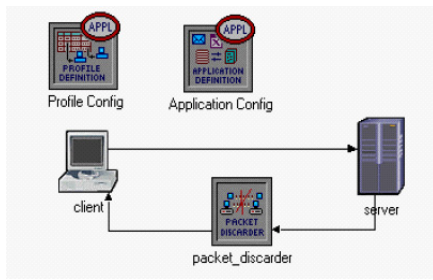 APPL
APPL
PROFILE
DEFINITION
APPLICATION
DEFINITION
Profile Config
Application Config
client
server
PACKET
DISCARDER
packet_discarder